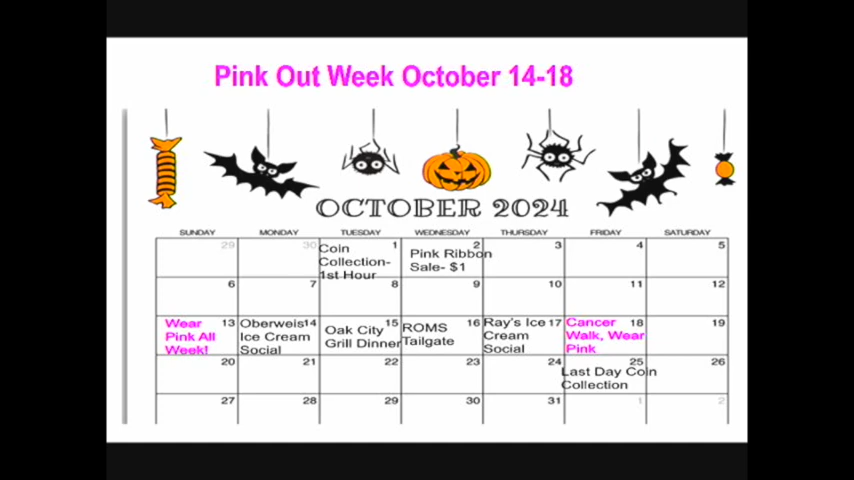 Pink Out Week October 14-18
OCTOBER 2024
SUNDAY MONDAY TUESDAY WEDNESDAY THURSDAY FRIDAY SATURDAY
29 30 1 2 3 4 5
Coin
Collection-
1st Hour
Pink Ribbon
Sale- $1
6 7 8 9 10 11 12
13 14 15 16 17 18 19
Wear
Pink All
Week!
Oberweis
Ice Cream
Social
Oak City
Grill Dinner
ROMS
Tailgate
Ray's Ice
Cream
Social
Cancer
Walk, Wear
Pink
20 21 22 23 24 25 26
Last Day Coin
Collection
27 28 29 30 31 1 2